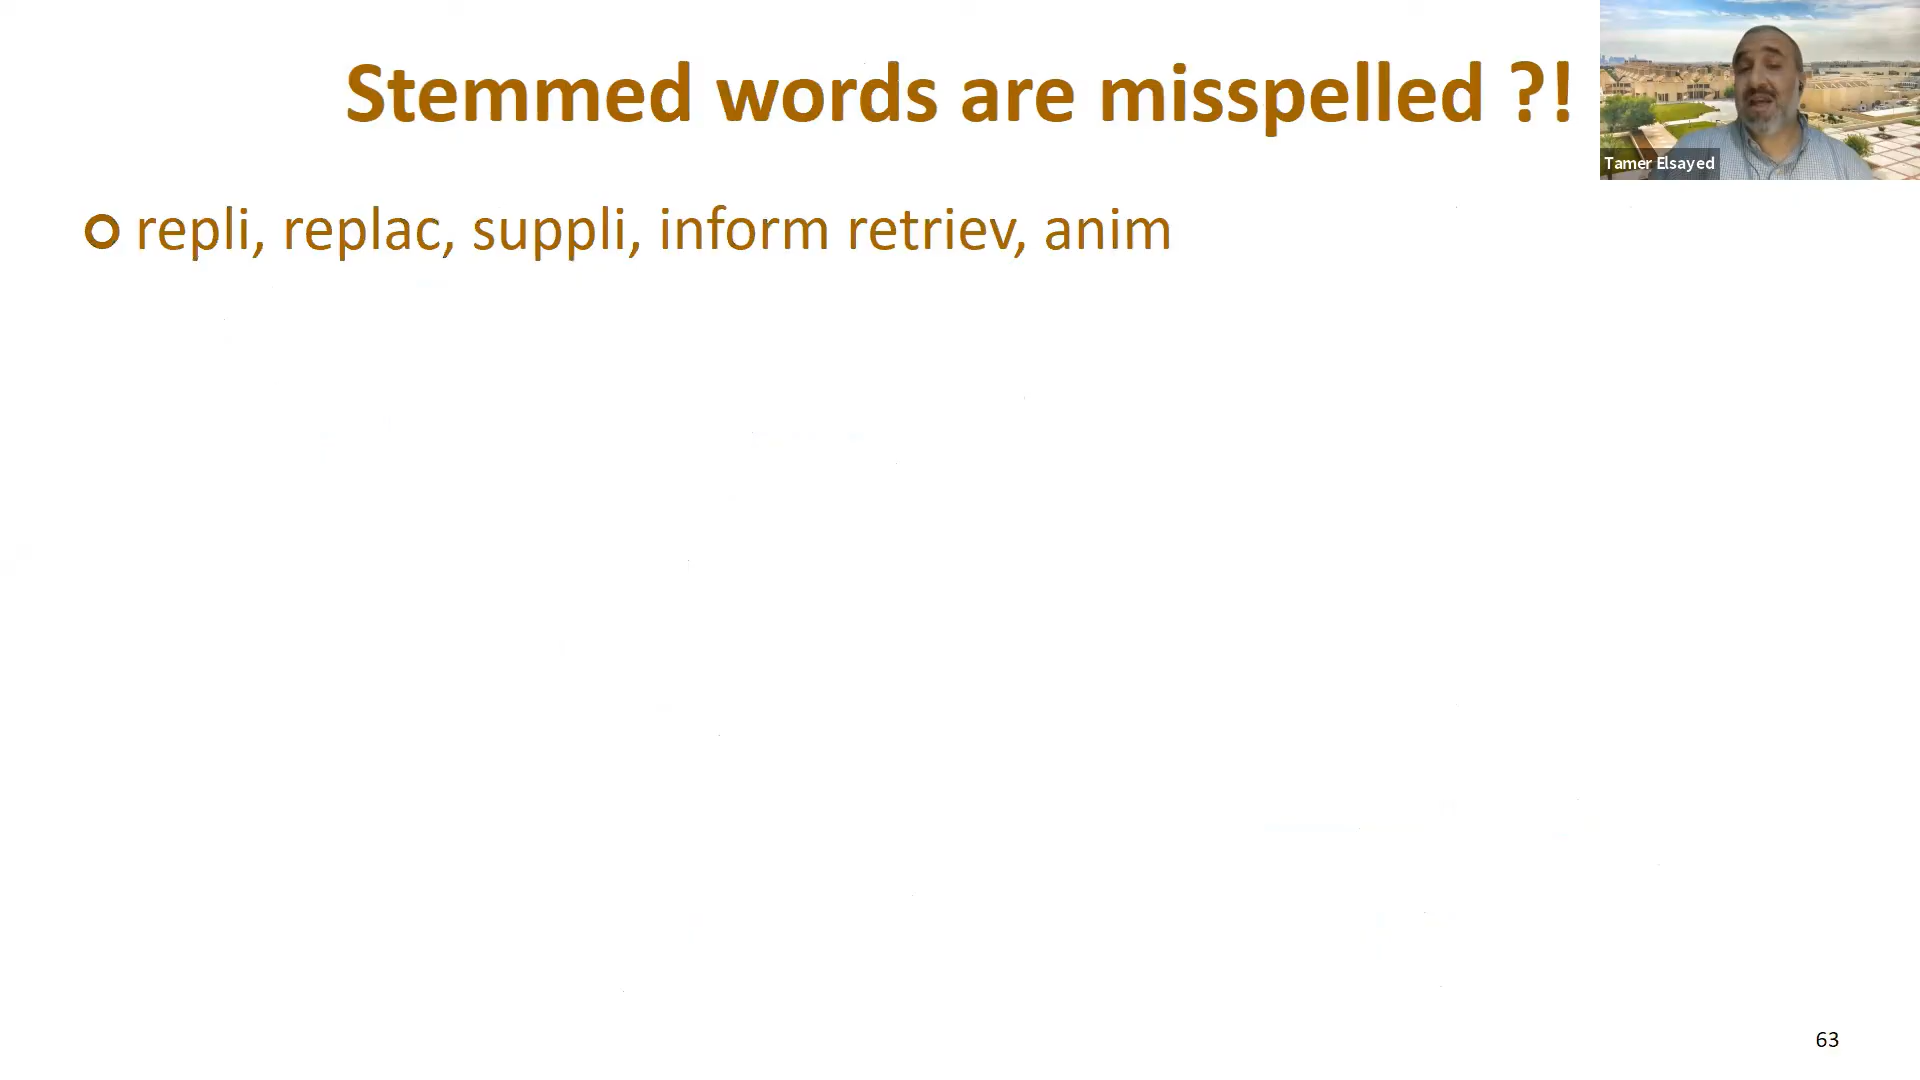 Stemmed words are misspelled ?!
Tamer Elsayed
repli, replac, suppli, inform retriev, anim
63